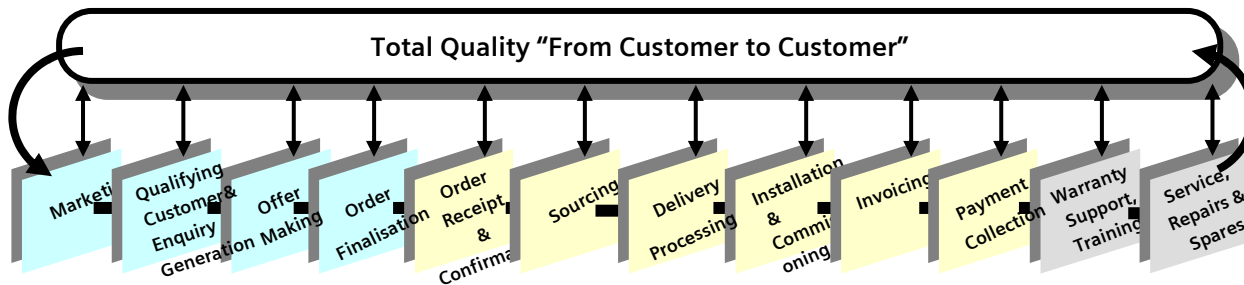 Total Quality “From Customer to Customer”
Marketi
Qualifying
Customer&
Enquiry
Generation
Offer
Making
Order
Finalisation
Order
Receipt
&
Confirma
Sourcing
Delivery
Processing
Installation
&
Commi
oning
Invoicing
Payment
Collection
Warranty
Support,
Training
Service,
Repairs &
Spares